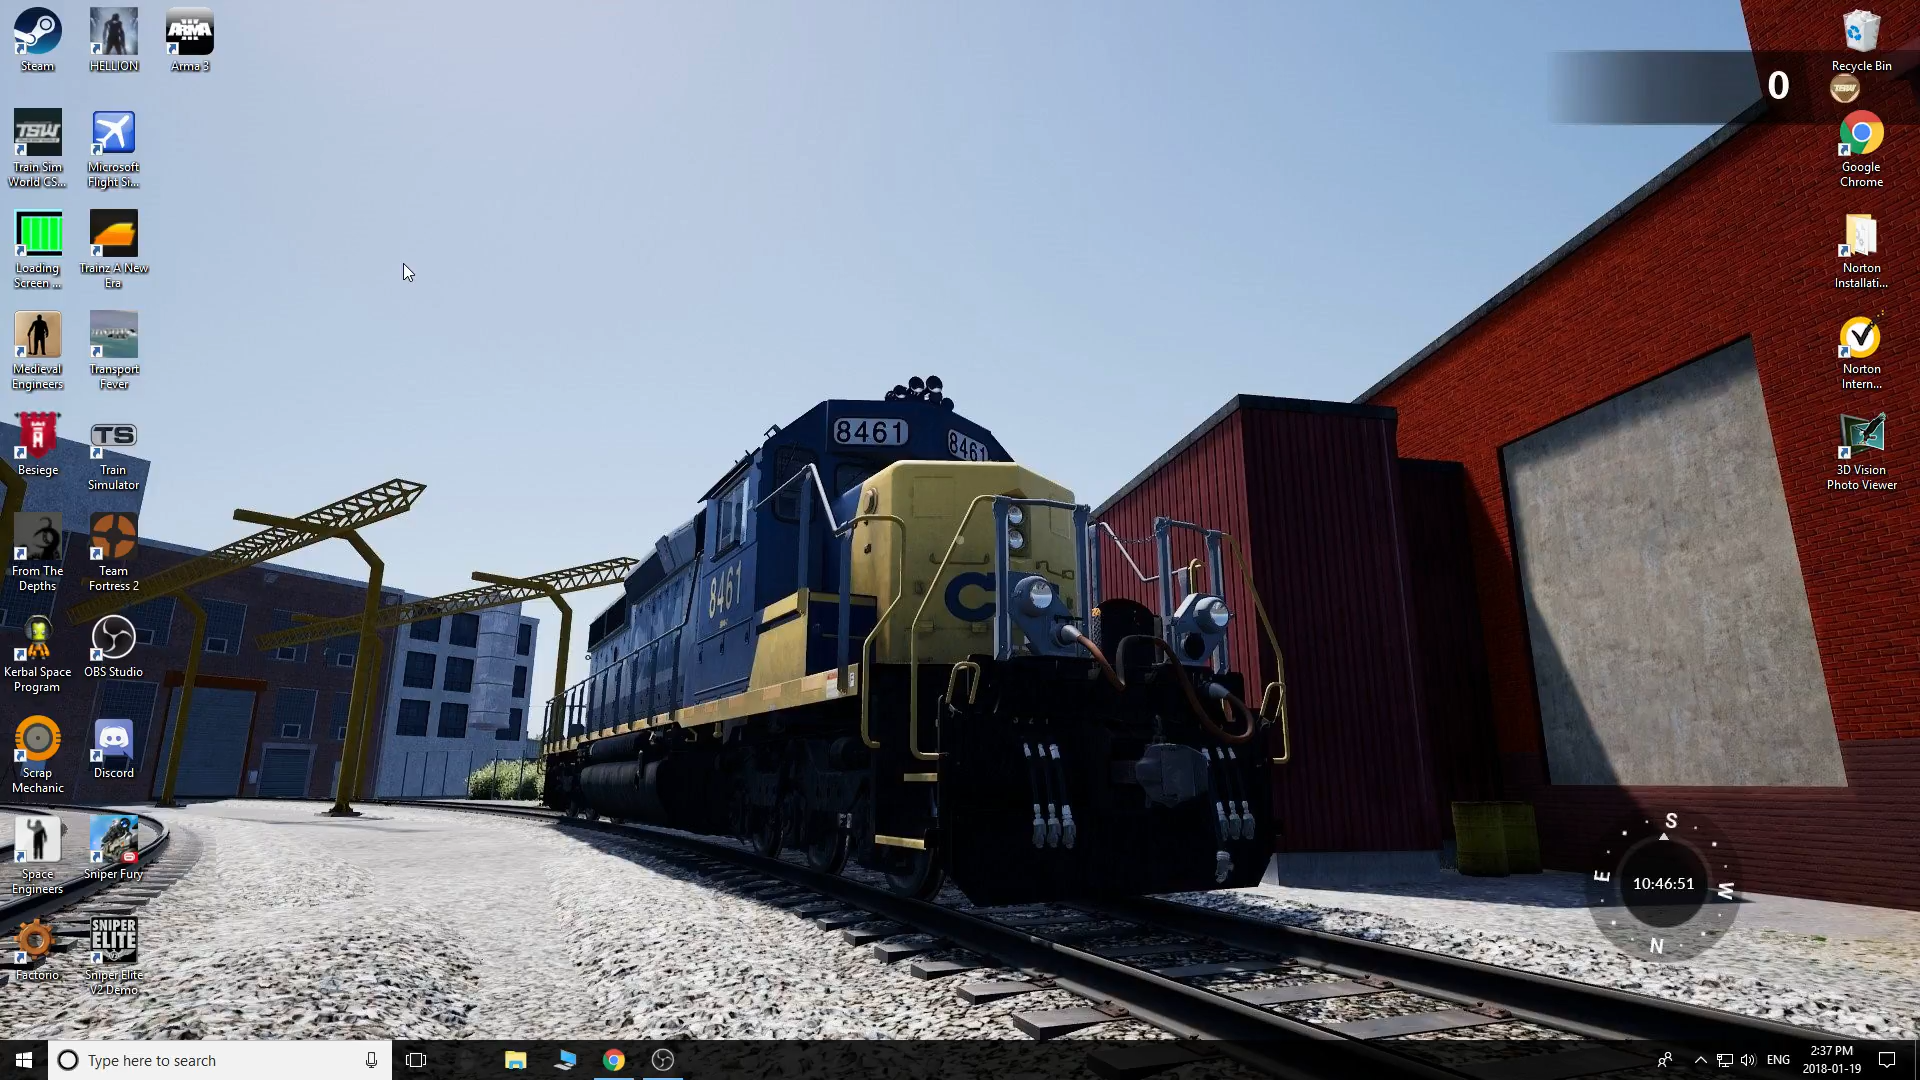 Steam
HELLION
ARMA
Arma 3
Recycle Bin
0
TSW
TSW
Train Sim
World CS...
Microsoft
Flight Si...
Google
Chrome
Loading
Screen ...
Trainz A New
Era
Norton
Installati...
Medieval
Engineers
Transport
Fever
Norton
Intern...
8461
8461
Besiege
TS
Train
Simulator
3D Vision
Photo Viewer
From The
Depths
Team
Fortress 2
8461
C
Kerbal Space
Program
OBS Studio
Scrap
Mechanic
Discord
Space
Engineers
Sniper Fury
S
E
10:46:51
W
N
Factorio
SNIPER
ELITE
Sniper Elite
V2 Demo
Type here to search
ENG
2:37 PM
2018-01-19